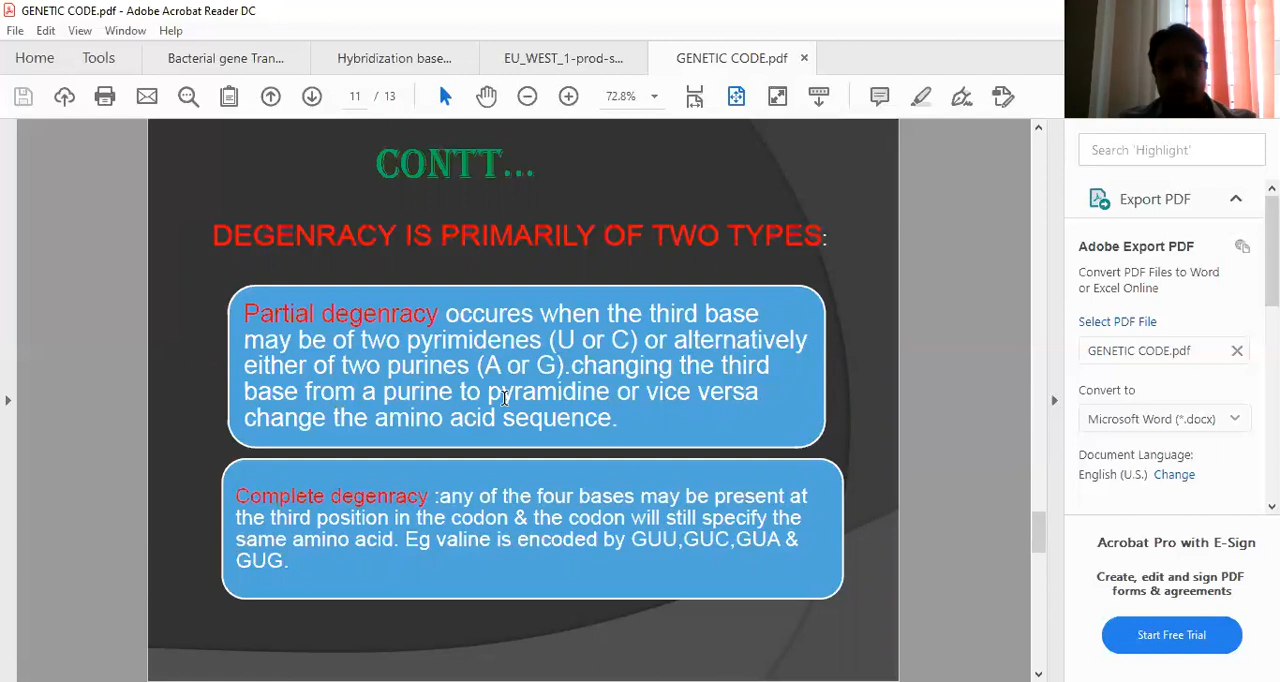 GENETIC CODE.pdf - Adobe Acrobat Reader DC
File Edit View Window Help
Home Tools Bacterial gene Tran... Hybridization base... EU_WEST_1-prod-s... GENETIC CODE.pdf ×
11 / 13 72.8%
CONTT...
DEGENRACY IS PRIMARILY OF TWO TYPES:
Partial degenracy occures when the third base
may be of two pyrimidenes (U or C) or alternatively
either of two purines (A or G).changing the third
base from a purine to pyramidine or vice versa
change the amino acid sequence.
Complete degenracy :any of the four bases may be present at
the third position in the codon & the codon will still specify the
same amino acid. Eg valine is encoded by GUU,GUC,GUA &
GUG.
Search 'Highlight'
Export PDF
Adobe Export PDF
Convert PDF Files to Word
or Excel Online
Select PDF File
GENETIC CODE.pdf
Convert to
Microsoft Word (*.docx)
Document Language:
English (U.S.) Change
Acrobat Pro with E-Sign
Create, edit and sign PDF
forms & agreements
Start Free Trial